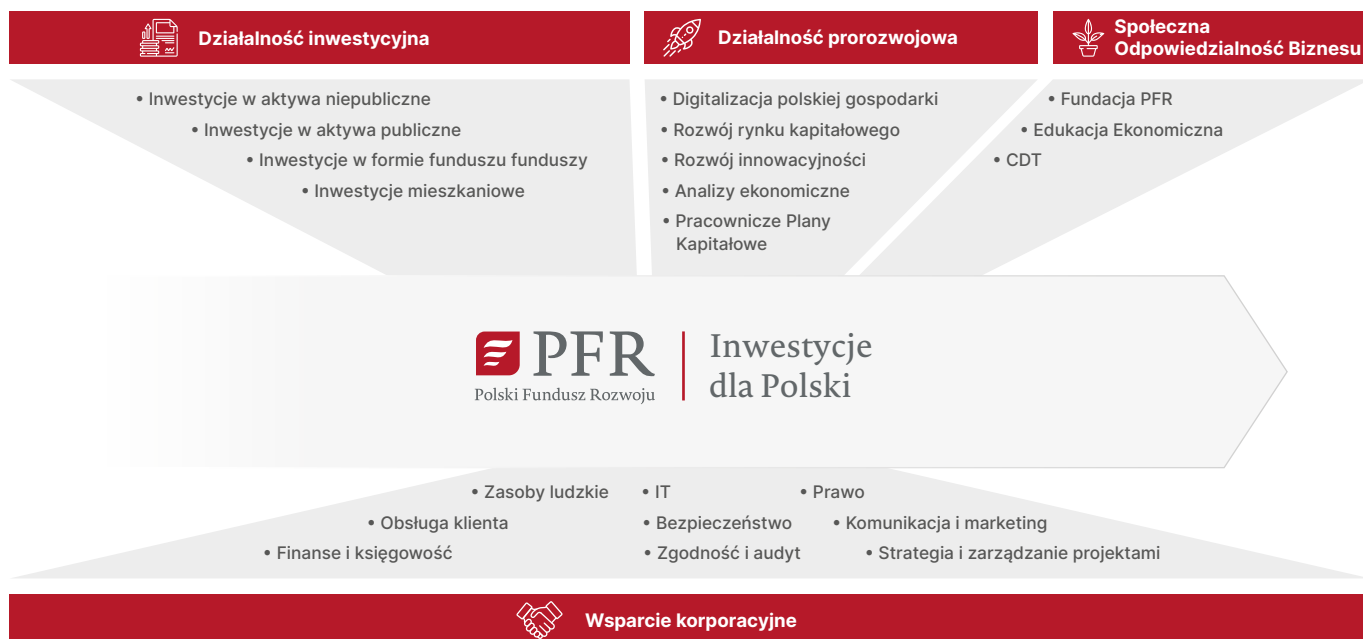 Działalność inwestycyjna
• Inwestycje w aktywa niepubliczne
• Inwestycje w aktywa publiczne
• Inwestycje w formie funduszu funduszy
• Inwestycje mieszkaniowe
Działalność prorozwojowa
• Digitalizacja polskiej gospodarki
• Rozwój rynku kapitałowego
• Rozwój innowacyjności
• Analizy ekonomiczne
• Pracownicze Plany
Kapitałowe
Społeczna
Odpowiedzialność Biznesu
• Fundacja PFR
• Edukacja Ekonomiczna
• CDT
PFR
Polski Fundusz Rozwoju
Inwestycje
dla Polski
• Zasoby ludzkie
• IT
• Prawo
• Obsługa klienta
• Bezpieczeństwo
• Komunikacja i marketing
• Finanse i księgowość
• Zgodność i audyt
• Strategia i zarządzanie projektami
Wsparcie korporacyjne